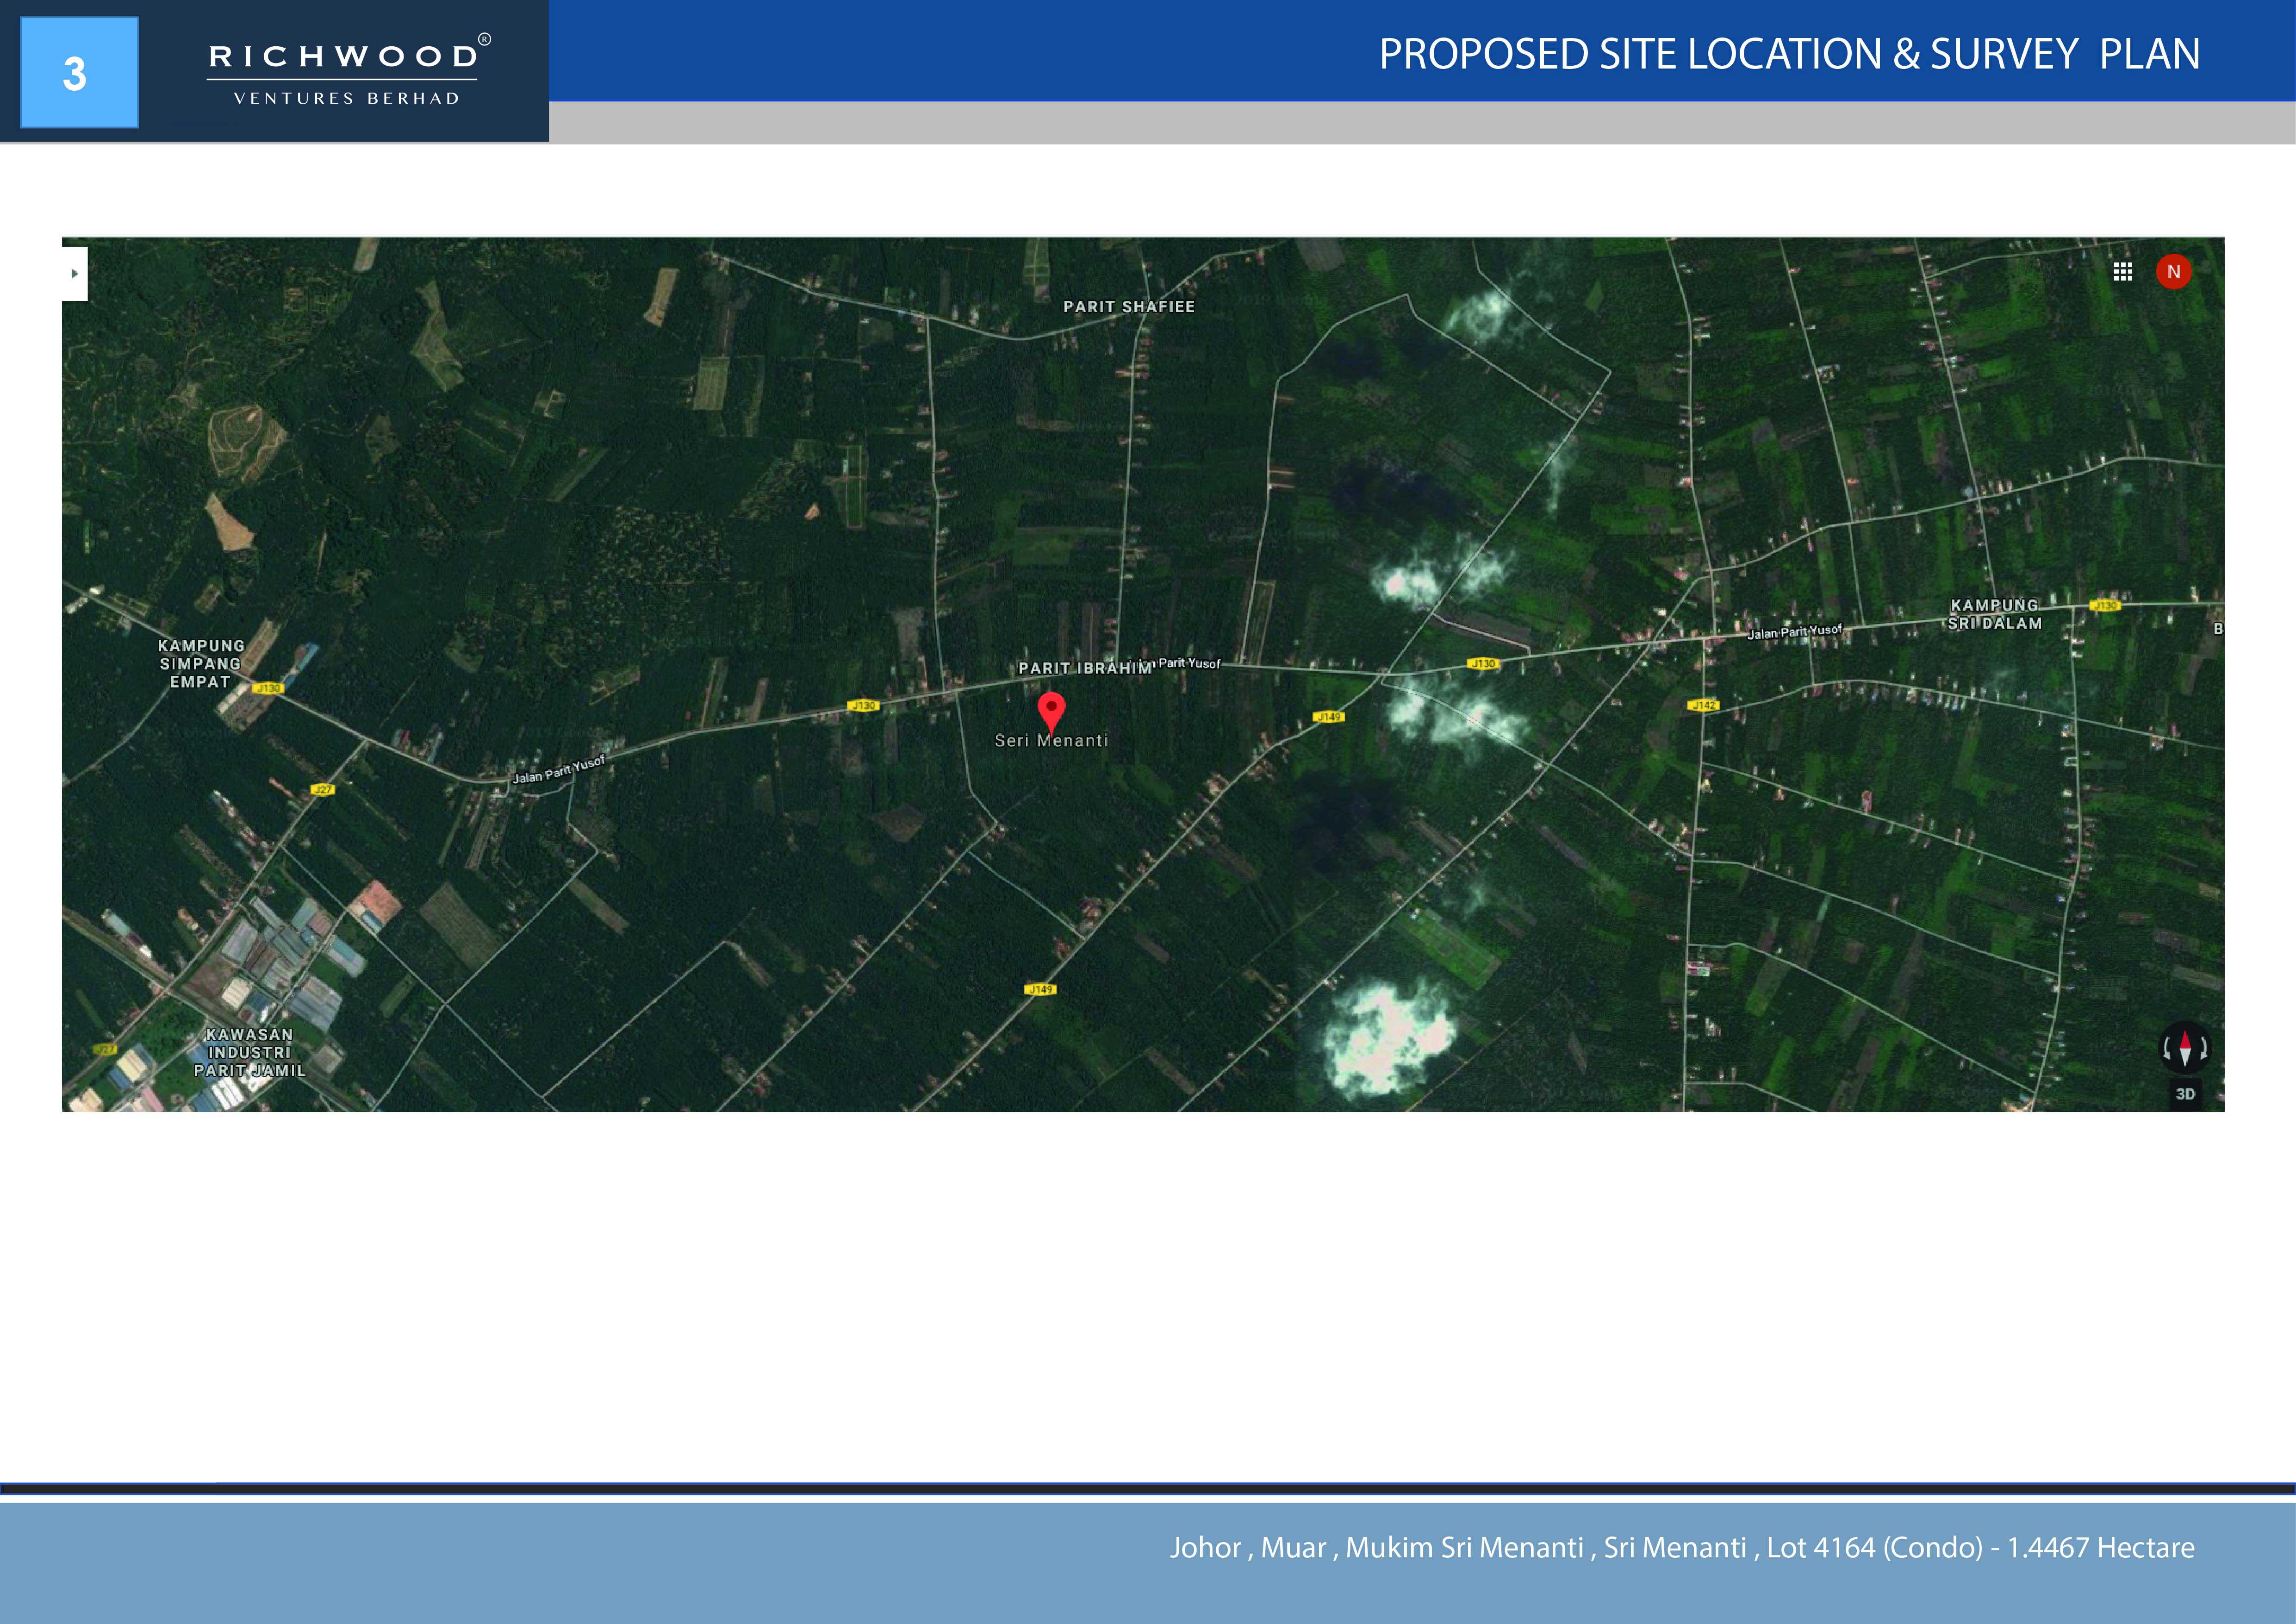 3
RICHWOOD®
VENTURES BERHAD
PROPOSED SITE LOCATION & SURVEY PLAN
N
PARIT SHAFIEE
KAMPUNG
SRI DALAM
J130
B
Jalan Parit Yusof
KAMPUNG
SIMPANG
EMPAT
J130
PARIT IBRAHIM
Parit Yusof
J130
J130
J149
J142
Seri Menanti
Jalan Parit Yusof
J27
J149
KAWASAN
INDUSTRI
PARIT JAMIL
J27
3D
Johor , Muar , Mukim Sri Menanti , Sri Menanti , Lot 4164 (Condo) - 1.4467 Hectare